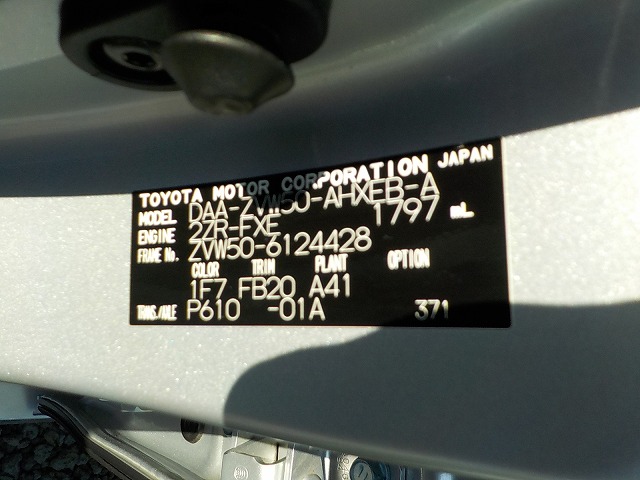 TOYOTA MOTOR CORPORATION JAPAN
MODEL DAA-ZVW50-AHXEB-A
ENGINE 2ZR-FXE 1797 mL
FRAME No. ZVW50-6124428
COLOR TRIM PLANT OPTION
1F7 FB20 A41
TRANS./AXLE P610 -01A 371